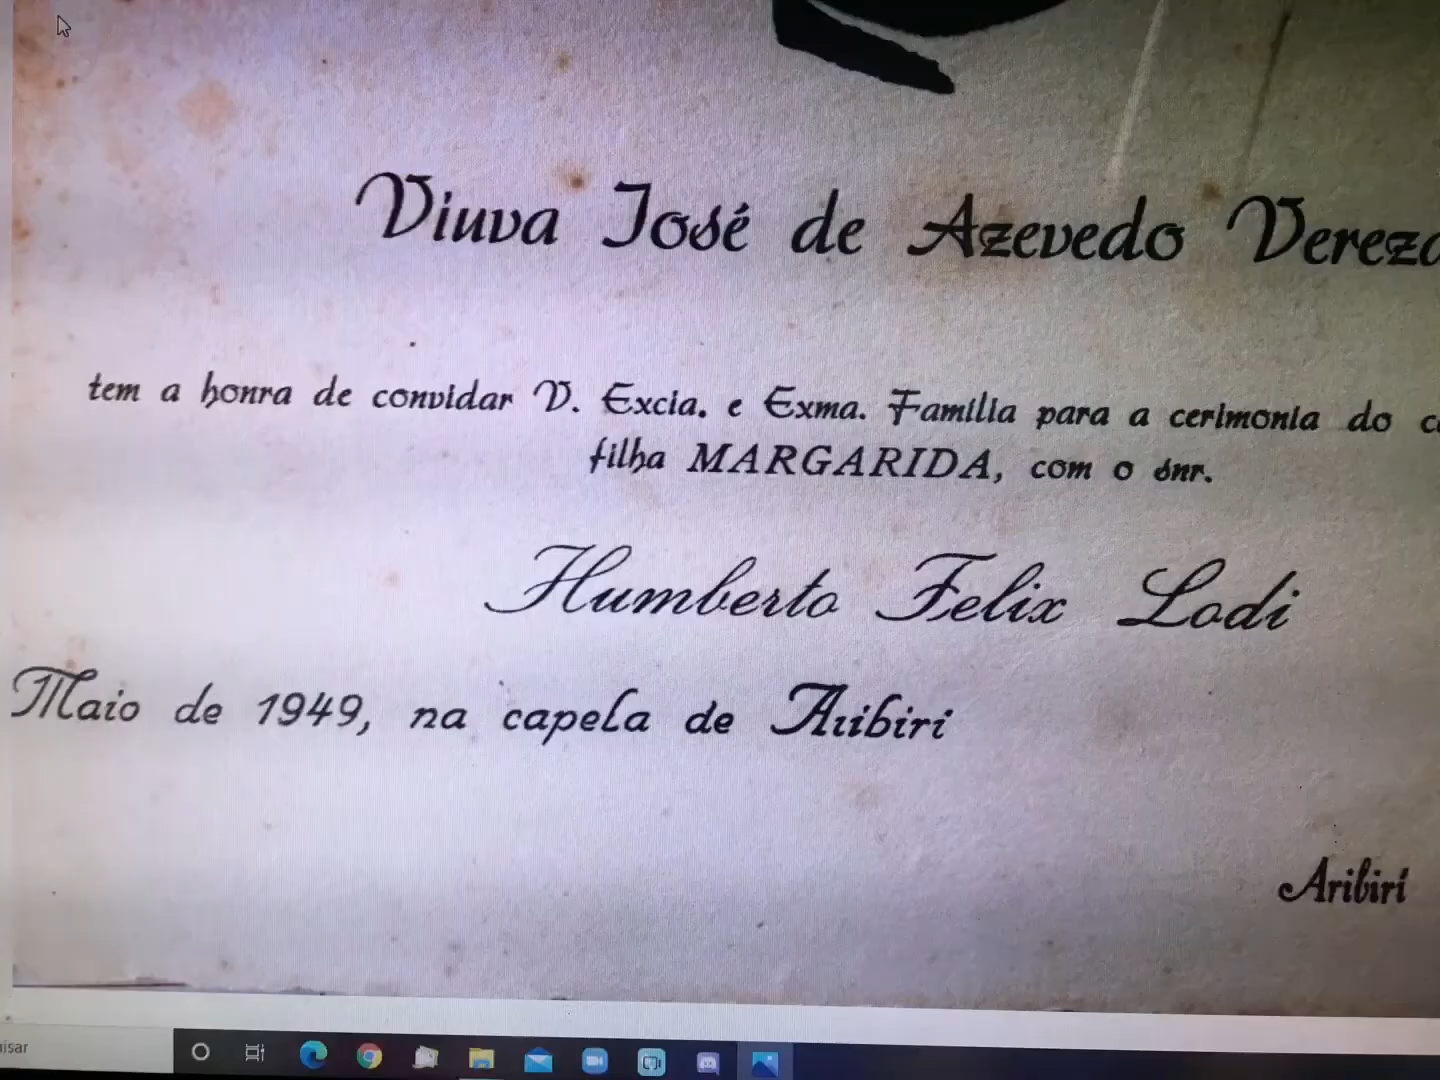 Viuva José de Azevedo
tem a honra de convidar V. Excia. e Exma. Familia para a cerimonia do
filha MARGARIDA, com o snr.
Humberto Felix Lodi
Maio de 1949, na capela de Aribiri
Aribiri